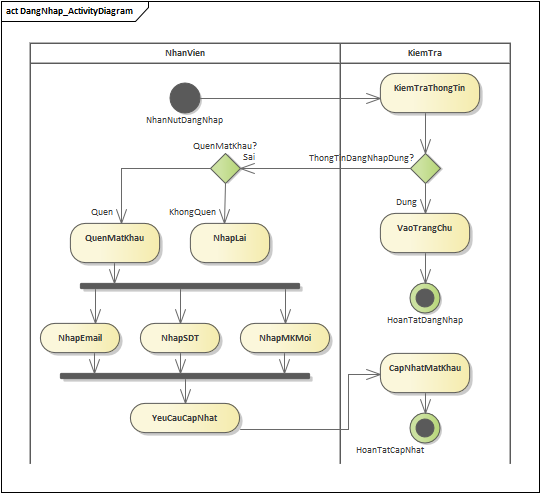 act DangNhap_ActivityDiagram
NhanVien
KiemTra
NhanNutDangNhap
KiemTraThongTin
QuenMatKhau?
Sai
ThongTinDangNhapDung?
Quen
KhongQuen
Dung
QuenMatKhau
NhapLai
VaoTrangChu
HoanTatDangNhap
NhapEmail
NhapSDT
NhapMKMoi
CapNhatMatKhau
YeuCauCapNhat
HoanTatCapNhat